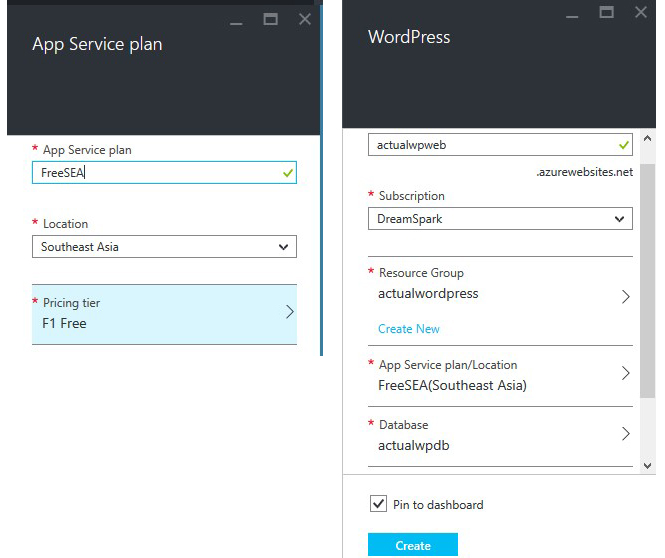 App Service plan
* App Service plan
FreeSEA
* Location
Southeast Asia
* Pricing tier
F1 Free
WordPress
actualwpweb
.azurewebsites.net
* Subscription
DreamSpark
* Resource Group
actualwordpress
Create New
* App Service plan/Location
FreeSEA(Southeast Asia)
* Database
actualwpdb
Pin to dashboard
Create